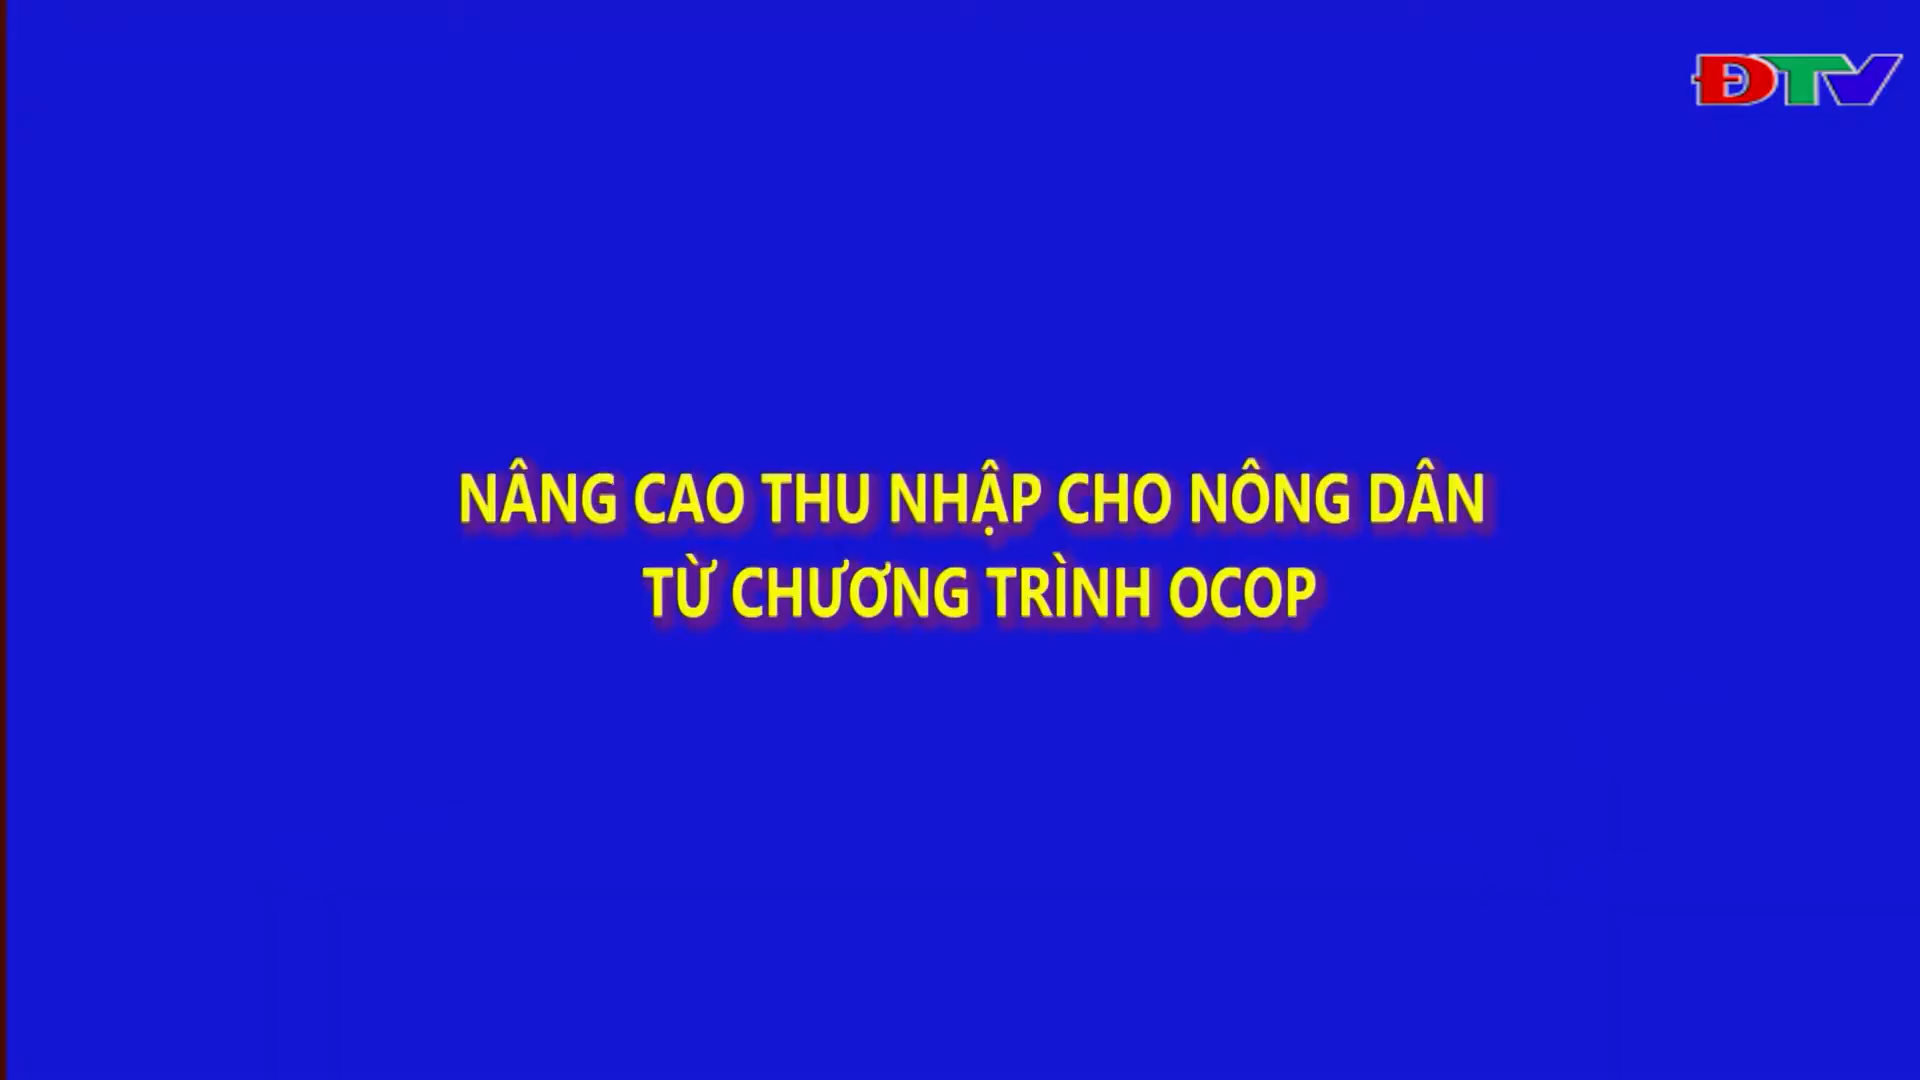 ĐTV
NÂNG CAO THU NHẬP CHO NÔNG DÂN
TỪ CHƯƠNG TRÌNH OCOP